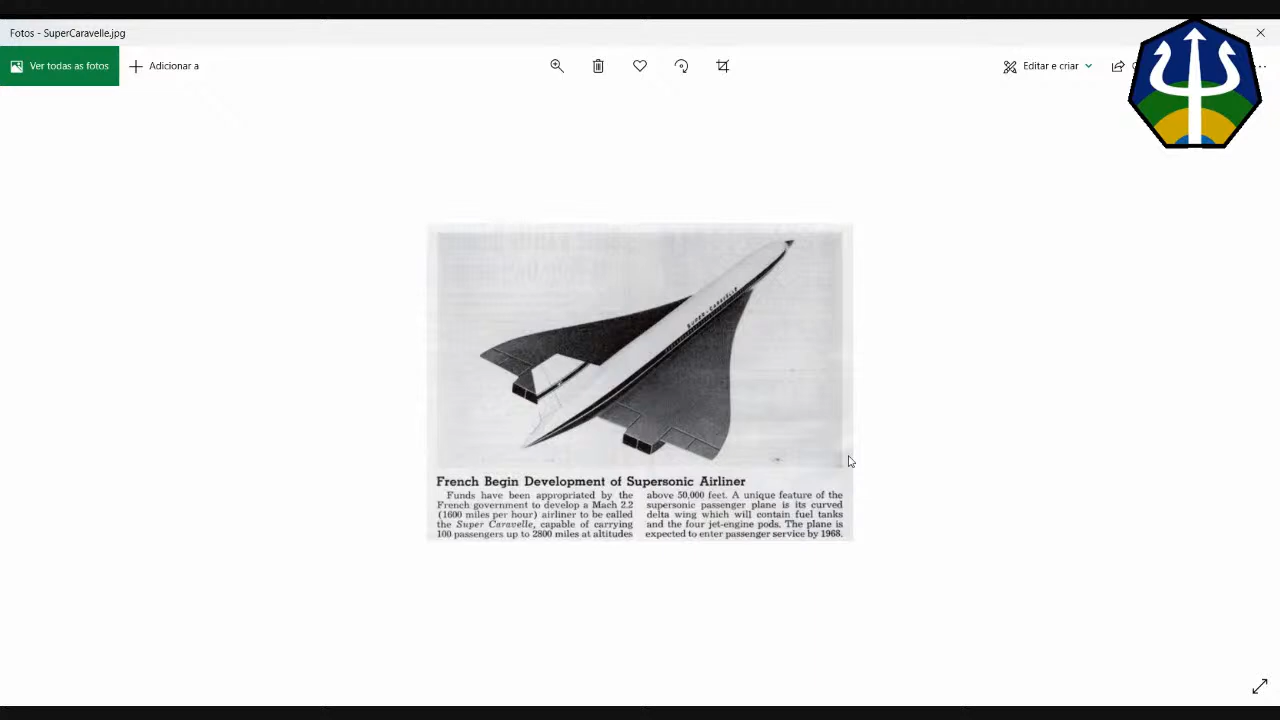 Fotos - SuperCaravelle.jpg
Ver todas as fotos
Adicionar a
Editar e criar
SUPER-CARAVELLE
French Begin Development of Supersonic Airliner
Funds have been appropriated by the
French government to develop a Mach 2.2
(1600 miles per hour) airliner to be called
the Super Caravelle, capable of carrying
100 passengers up to 2800 miles at altitudes
above 50,000 feet. A unique feature of the
supersonic passenger plane is its curved
delta wing which will contain fuel tanks
and the four jet-engine pods. The plane is
expected to enter passenger service by 1968.